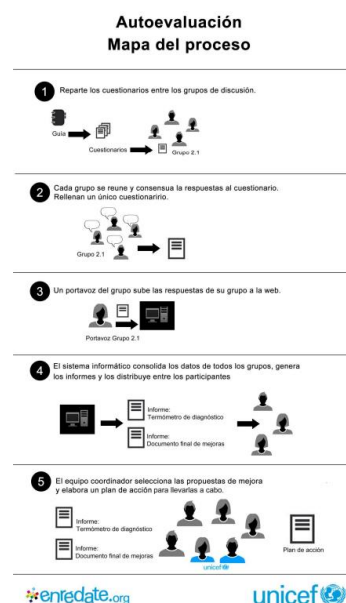 Autoevaluación
Mapa del proceso
1 Reparte los cuestionarios entre los grupos de discusión.
Guía
Cuestionarios
Grupo 2.1
2 Cada grupo se reune y consensua la respuestas al cuestionario.
Rellenan un único cuestionaririo.
Grupo 2.1
3 Un portavoz del grupo sube las respuestas de su grupo a la web.
Portavoz Grupo 2.1
4 El sistema informático consolida los datos de todos los grupos, genera
los informes y los distribuye entre los participantes
Informe:
Termómetro de diagnóstico
Informe:
Documento final de mejoras
5 El equipo coordinador selecciona las propuestas de mejora
y elabora un plan de acción para llevarlas a cabo.
Informe:
Termómetro de diagnóstico
Informe:
Documento final de mejoras
unicef
Plan de acción
enredate.org
unicef